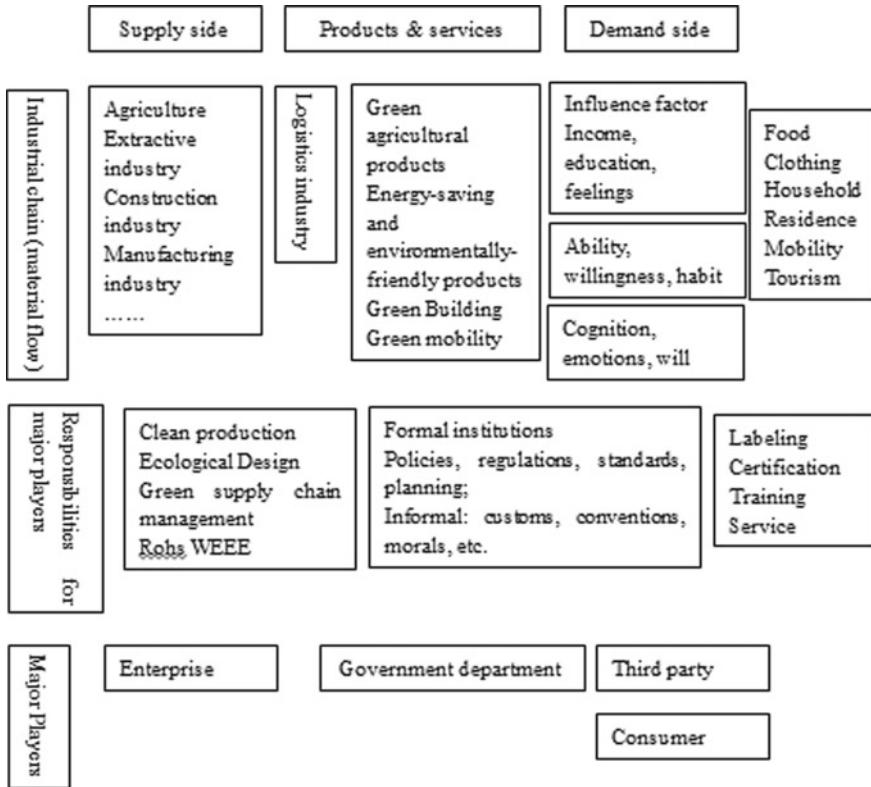 Supply side
Products & services
Demand side
Industrial chain (material flow)
Agriculture
Extractive
industry
Construction
industry
Manufacturing
industry
……
Logistics industry
Green
agricultural
products
Energy-saving
and
environmentally-
friendly products
Green Building
Green mobility
Influence factor
Income,
education,
feelings
Ability,
willingness, habit
Cognition,
emotions, will
Food
Clothing
Household
Residence
Mobility
Tourism
Responsibilities for
major players
Clean production
Ecological Design
Green supply chain
management
Rohs WEEE
Formal institutions
Policies, regulations, standards,
planning;
Informal: customs, conventions,
morals, etc.
Labeling
Certification
Training
Service
Major Players
Enterprise
Government department
Third party
Consumer